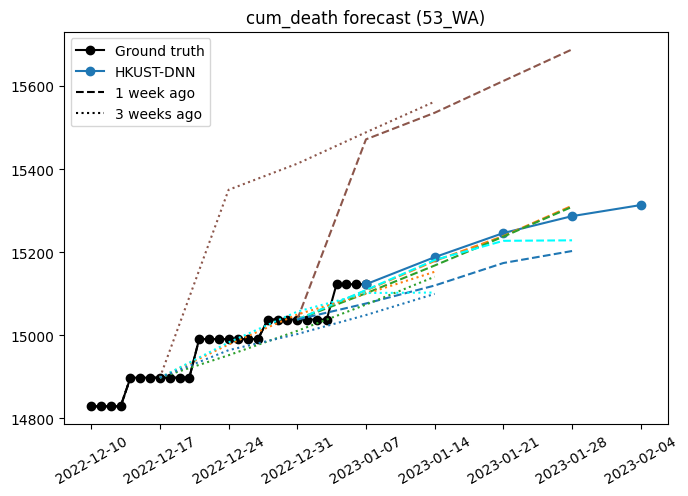 cum_death forecast (53_WA)
Ground truth
HKUST-DNN
1 week ago
3 weeks ago
15600
15400
15200
15000
14800
2022-12-10
2022-12-17
2022-12-24
2022-12-31
2023-01-07
2023-01-14
2023-01-21
2023-01-28
2023-02-04